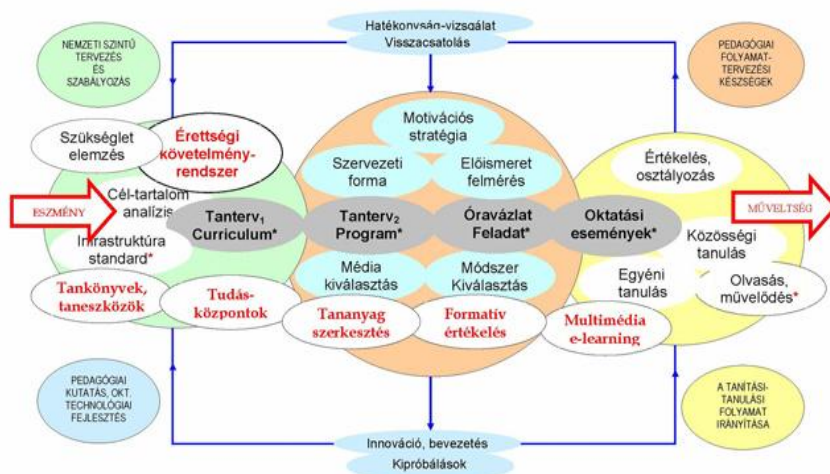 Hatékonyság-vizsgálat
Visszacsatolás
NEMZETI SZINTŰ
TERVEZÉS
ÉS
SZABÁLYOZÁS
PEDAGÓGIAI
FOLYAMAT-
TERVEZÉSI
KÉSZSÉGEK
Szükséglet
elemzés
Érettségi
követelmény-
rendszer
Motivációs
stratégia
Szervezeti
forma
Előismeret
felmérés
Értékelés,
osztályozás
ESZMÉNY
Cél-tartalom
analízis
Tanterv₁
Curriculum*
Tanterv₂
Program*
Óravázlat
Feladat*
Oktatási
események*
MŰVELTSÉG
Infrastruktúra
standard*
Közösségi
tanulás
Média
kiválasztás
Módszer
Kiválasztás
Egyéni
tanulás
Olvasás,
művelődés*
Tankönyvek,
taneszközök
Tudás-
központok
Tananyag
szerkesztés
Formatív
értékelés
Multimédia
e-learning
PEDAGÓGIAI
KUTATÁS, OKT.
TECHNOLÓGIAI
FEJLESZTÉS
A TANÍTÁSI-
TANULÁSI
FOLYAMAT
IRÁNYÍTÁSA
Innováció, bevezetés
Kipróbálások